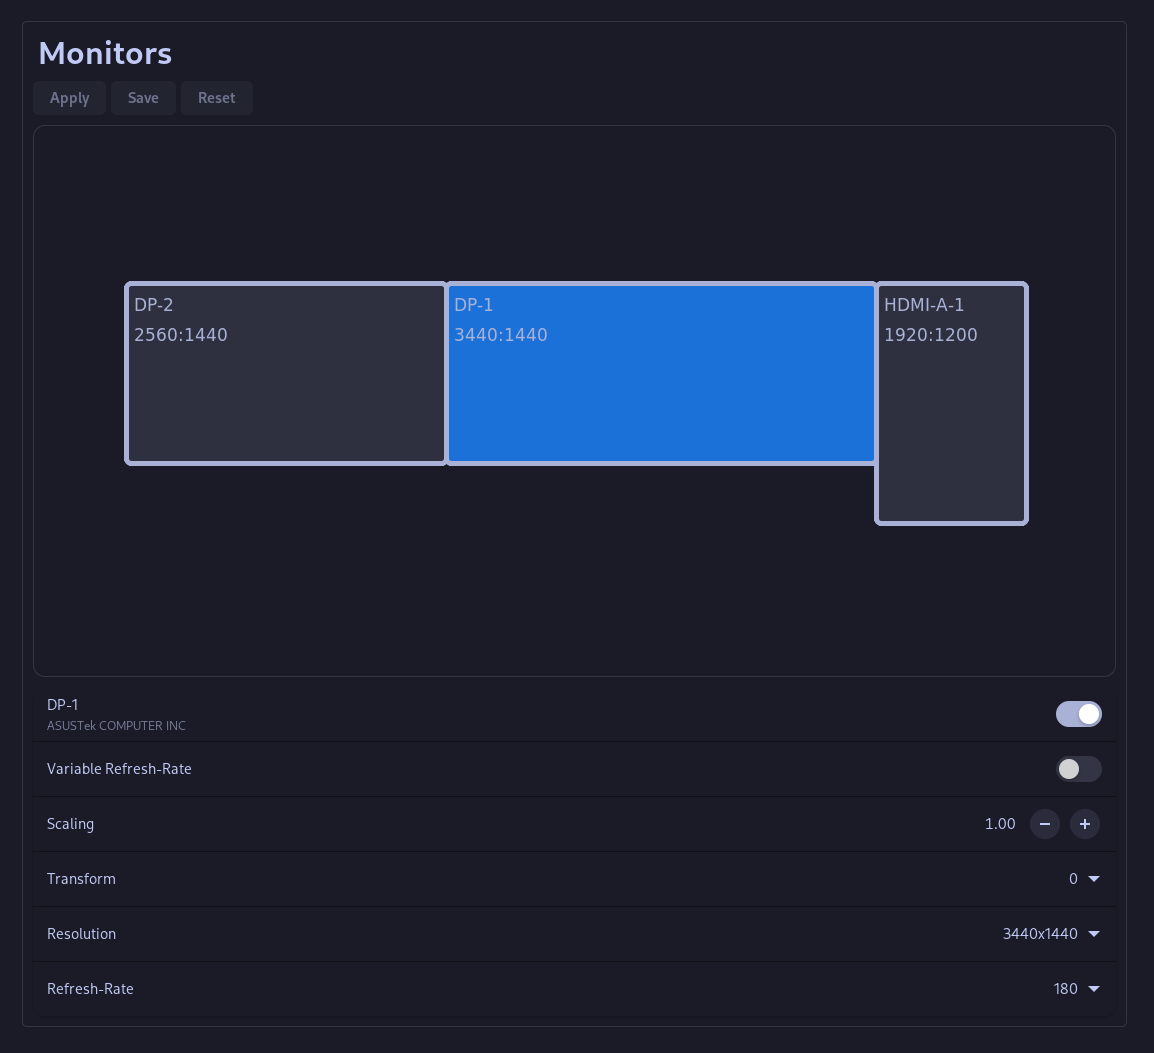 Monitors
Apply Save Reset
DP-2
2560:1440
DP-1
3440:1440
HDMI-A-1
1920:1200
DP-1
ASUSTek COMPUTER INC
Variable Refresh-Rate
Scaling 1.00 − +
Transform 0
Resolution 3440x1440
Refresh-Rate 180